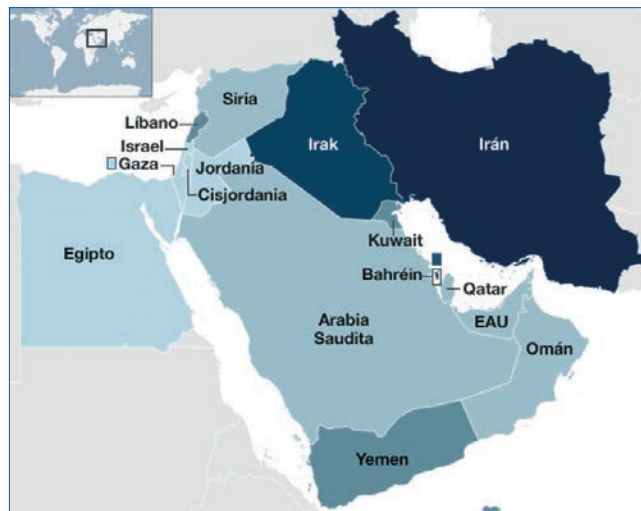 Siria
Líbano
Israel
Gaza
Jordania
Cisjordania
Irak
Irán
Egipto
Kuwait
Bahréin
Qatar
Arabia
Saudita
EAU
Omán
Yemen